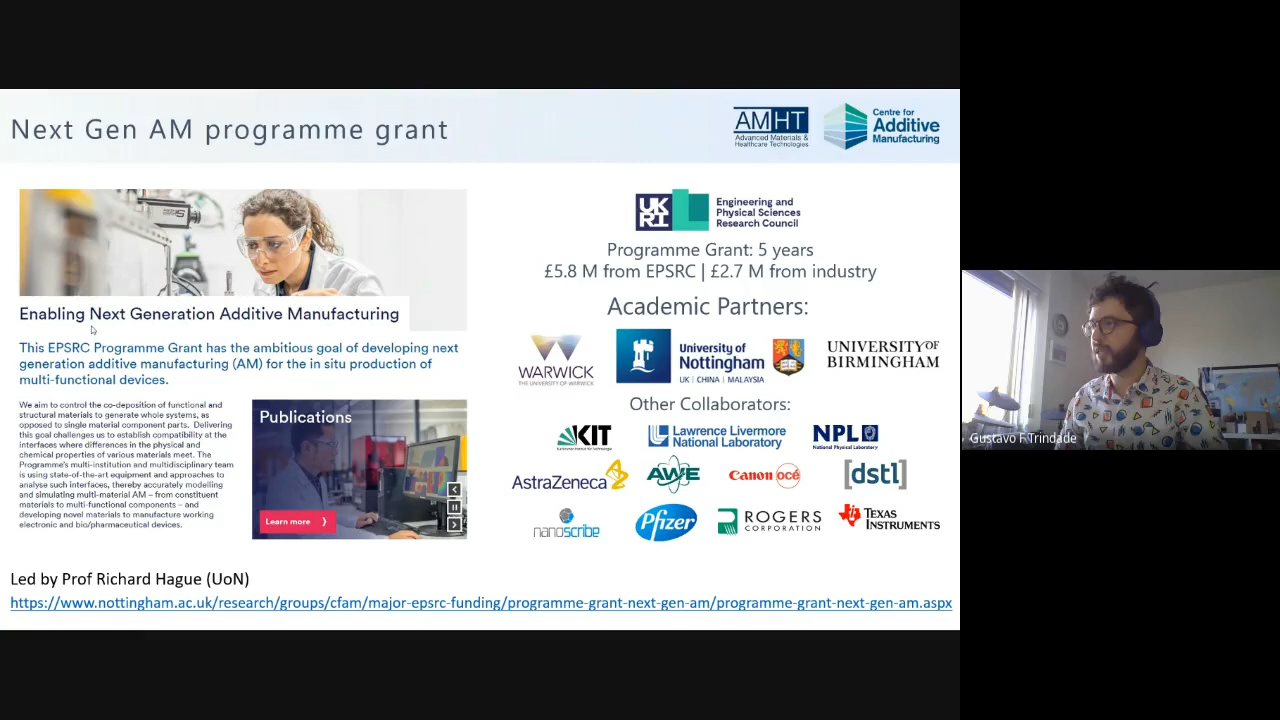 Next Gen AM programme grant
AMHT
Advanced Materials &
Healthcare Technologies
Centre for
Additive
Manufacturing
Enabling Next Generation Additive Manufacturing
This EPSRC Programme Grant has the ambitious goal of developing next
generation additive manufacturing (AM) for the in situ production of
multi-functional devices.
We aim to control the co-deposition of functional and
structural materials to generate whole systems, as
opposed to single material component parts. Delivering
this goal challenges us to establish compatibility at the
interfaces where differences in the physical and
chemical properties of various materials meet. The
Programme's multi-institution and multidisciplinary team
is using state-of-the-art equipment and approaches to
analyse such interfaces, thereby accurately modelling
and simulating multi-material AM – from constituent
materials to multi-functional components – and
developing novel materials to manufacture working
electronic and bio/pharmaceutical devices.
Publications
Learn more
UKRI
Engineering and
Physical Sciences
Research Council
Programme Grant: 5 years
£5.8 M from EPSRC | £2.7 M from industry
Academic Partners:
WARWICK
THE UNIVERSITY OF WARWICK
University of
Nottingham
UK | CHINA | MALAYSIA
UNIVERSITYOF
BIRMINGHAM
Other Collaborators:
KIT
Karlsruher Institut für Technologie
Lawrence Livermore
National Laboratory
NPL
National Physical Laboratory
AstraZeneca
AWE
Canon océ
[dstl]
nanoscribe
Pfizer
ROGERS
CORPORATION
TEXAS
INSTRUMENTS
Led by Prof Richard Hague (UoN)
https://www.nottingham.ac.uk/research/groups/cfam/major-epsrc-funding/programme-grant-next-gen-am/programme-grant-next-gen-am.aspx
Gustavo F Trindade